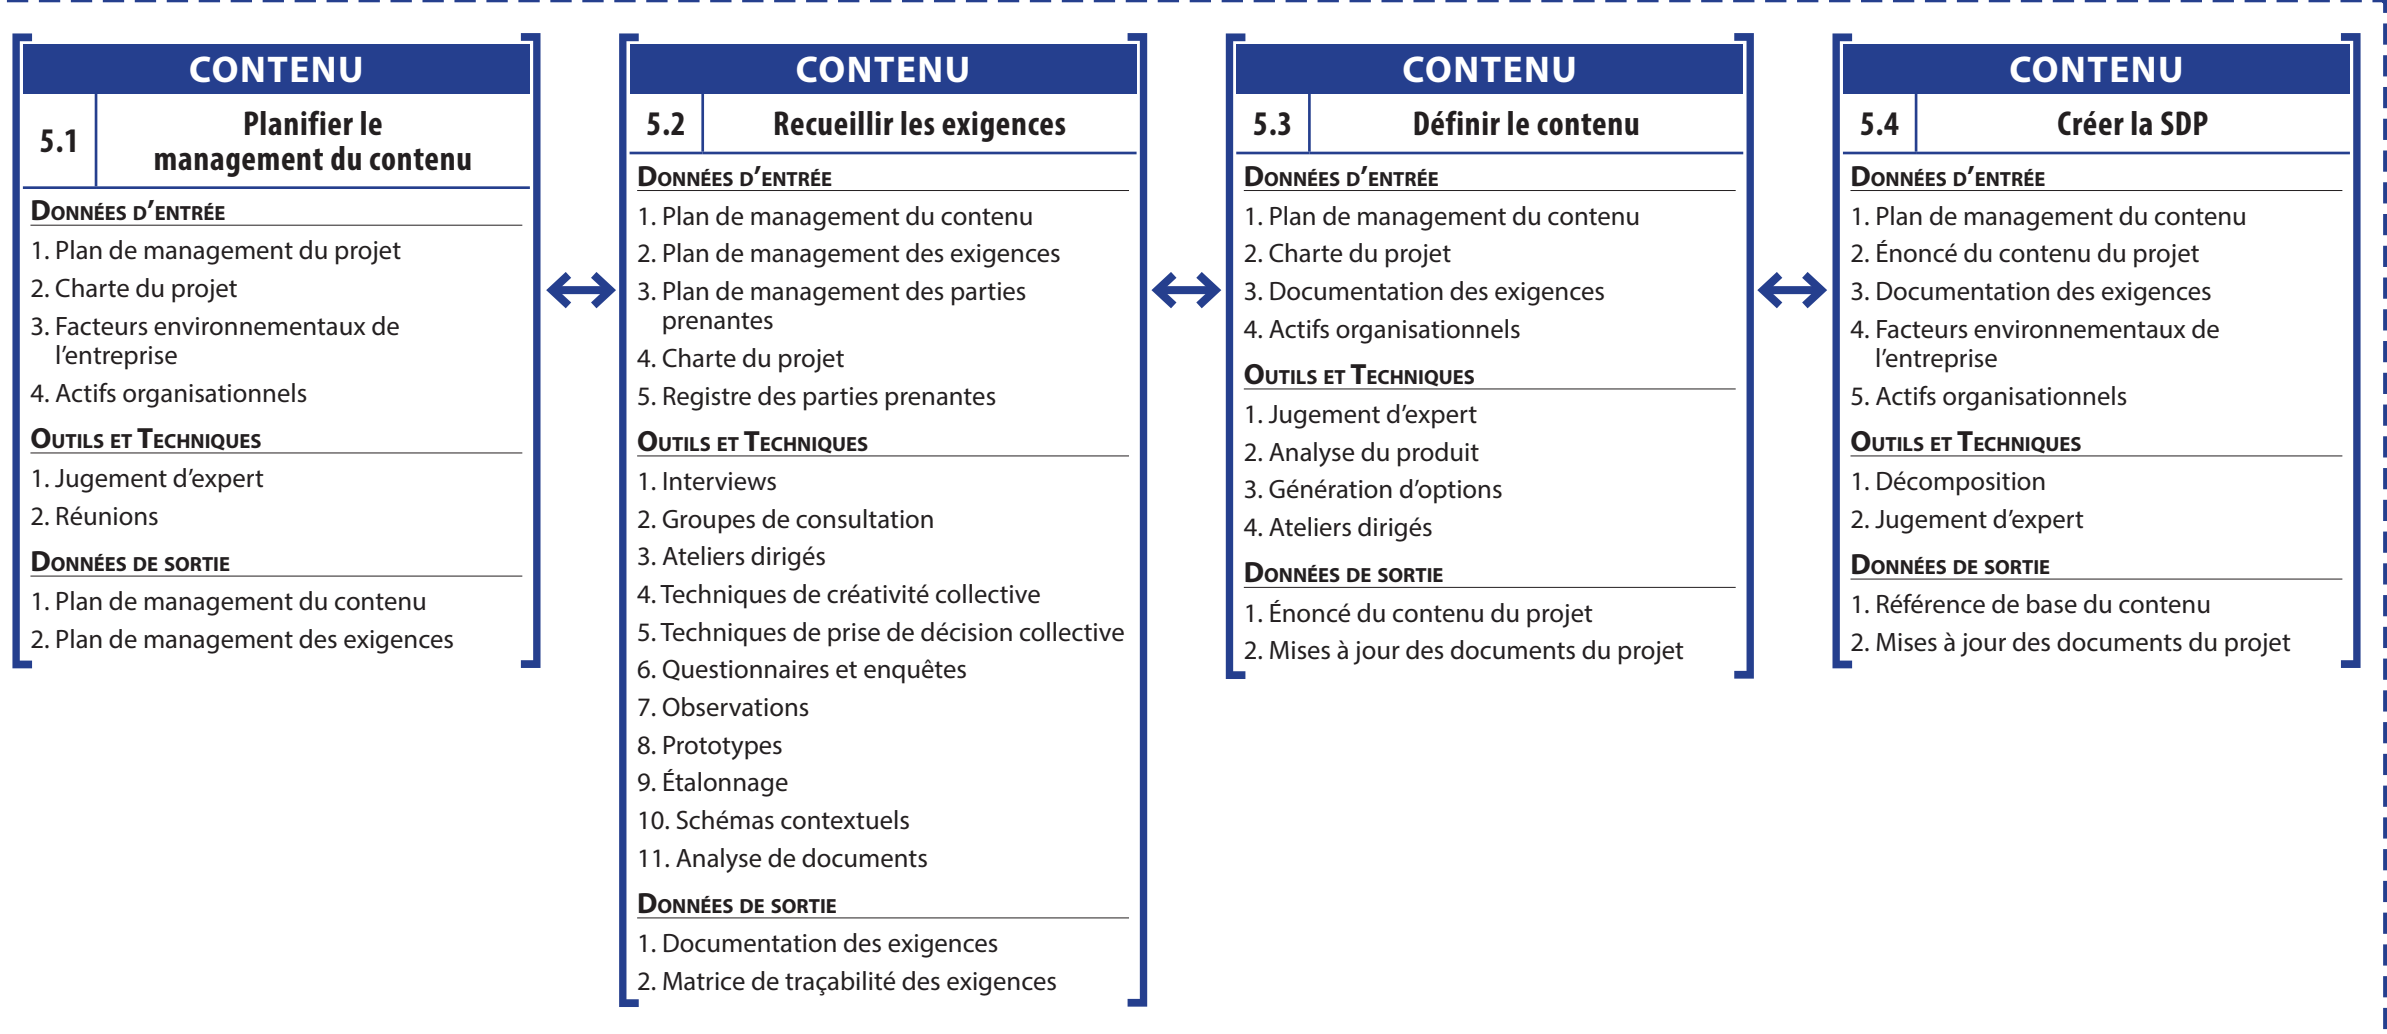 CONTENU
5.1
Planifier le
management du contenu
DONNÉES D'ENTRÉE
1. Plan de management du projet
2. Charte du projet
3. Facteurs environnementaux de
l'entreprise
4. Actifs organisationnels
OUTILS ET TECHNIQUES
1. Jugement d'expert
2. Réunions
DONNÉES DE SORTIE
1. Plan de management du contenu
2. Plan de management des exigences
CONTENU
5.2 Recueillir les exigences
DONNÉES D'ENTRÉE
1. Plan de management du contenu
2. Plan de management des exigences
3. Plan de management des parties
prenantes
4. Charte du projet
5. Registre des parties prenantes
OUTILS ET TECHNIQUES
1. Interviews
2. Groupes de consultation
3. Ateliers dirigés
4. Techniques de créativité collective
5. Techniques de prise de décision collective
6. Questionnaires et enquêtes
7. Observations
8. Prototypes
9. Étalonnage
10. Schémas contextuels
11. Analyse de documents
DONNÉES DE SORTIE
1. Documentation des exigences
2. Matrice de traçabilité des exigences
CONTENU
5.3 Définir le contenu
DONNÉES D'ENTRÉE
1. Plan de management du contenu
2. Charte du projet
3. Documentation des exigences
4. Actifs organisationnels
OUTILS ET TECHNIQUES
1. Jugement d'expert
2. Analyse du produit
3. Génération d'options
4. Ateliers dirigés
DONNÉES DE SORTIE
1. Énoncé du contenu du projet
2. Mises à jour des documents du projet
CONTENU
5.4 Créer la SDP
DONNÉES D'ENTRÉE
1. Plan de management du contenu
2. Énoncé du contenu du projet
3. Documentation des exigences
4. Facteurs environnementaux de
l'entreprise
5. Actifs organisationnels
OUTILS ET TECHNIQUES
1. Décomposition
2. Jugement d'expert
DONNÉES DE SORTIE
1. Référence de base du contenu
2. Mises à jour des documents du projet